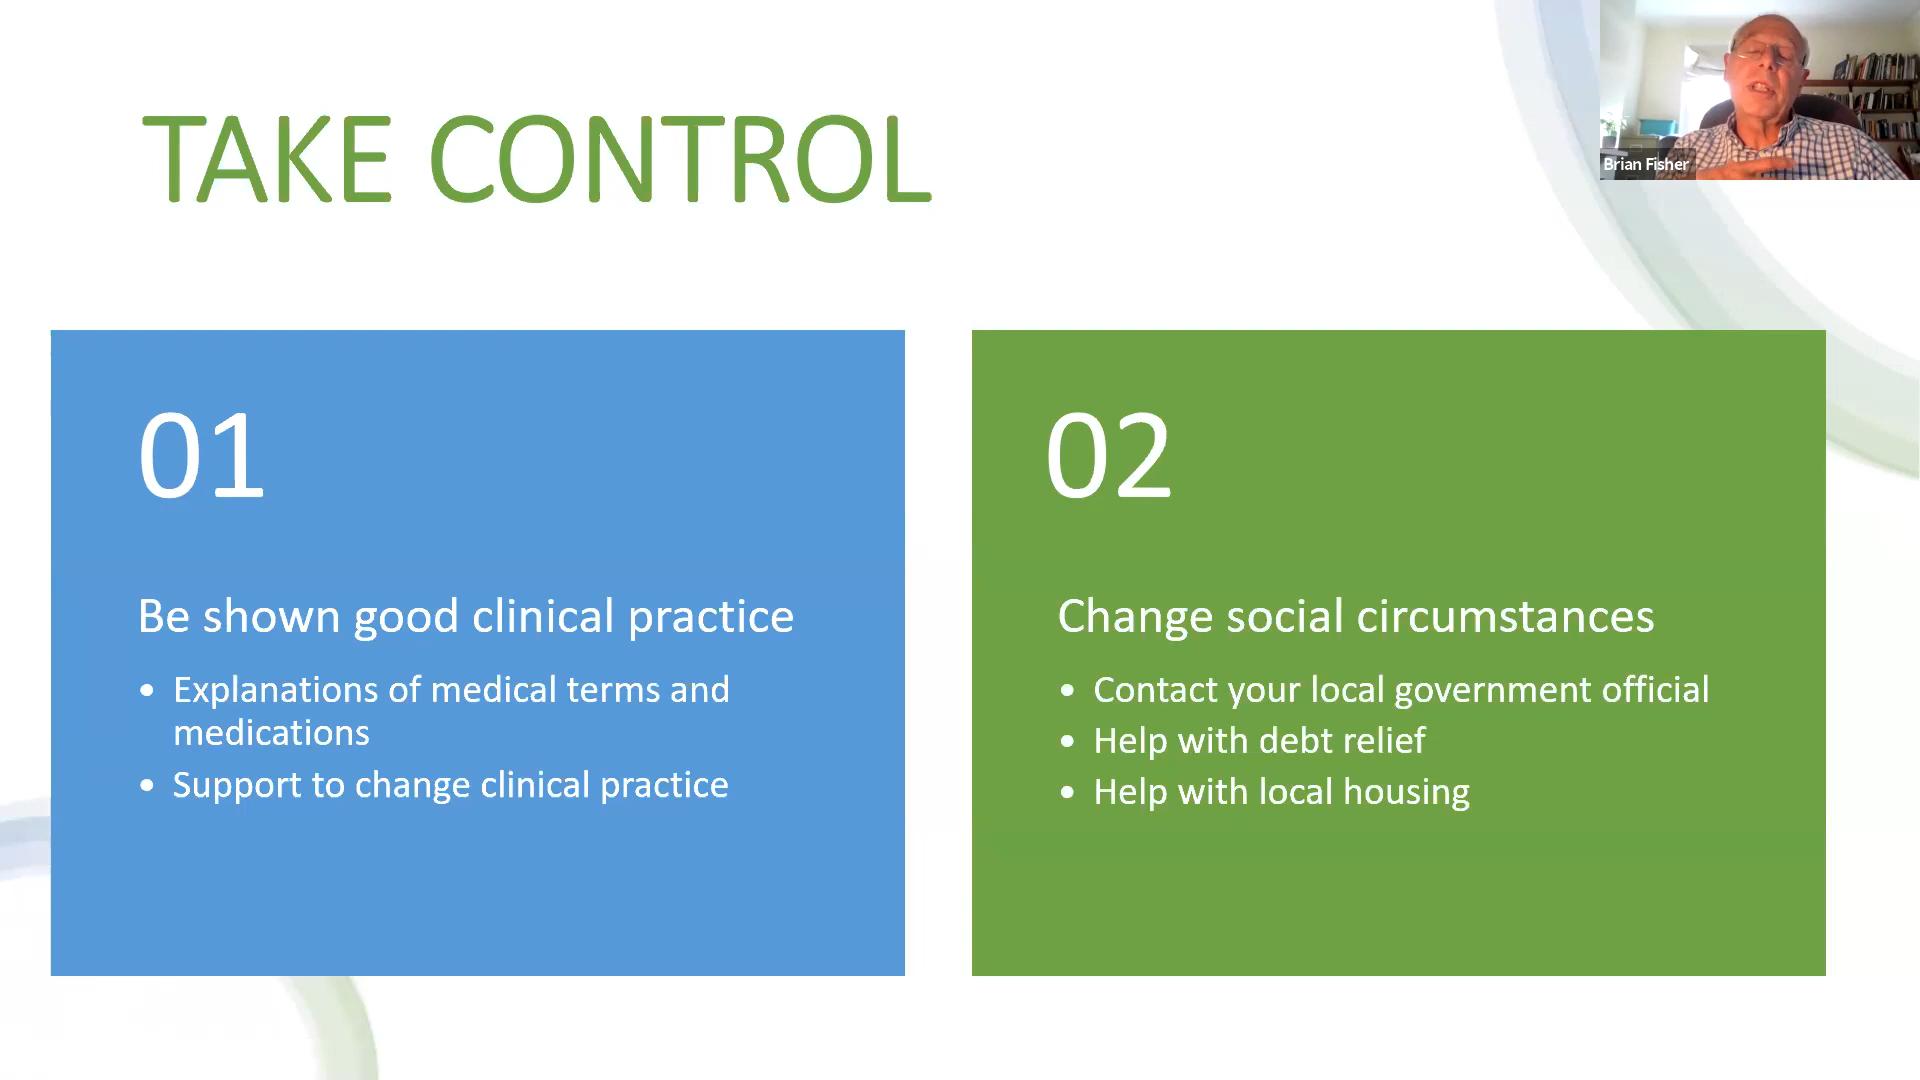 TAKE CONTROL
Brian Fisher
01
Be shown good clinical practice
• Explanations of medical terms and
medications
• Support to change clinical practice
02
Change social circumstances
• Contact your local government official
• Help with debt relief
• Help with local housing